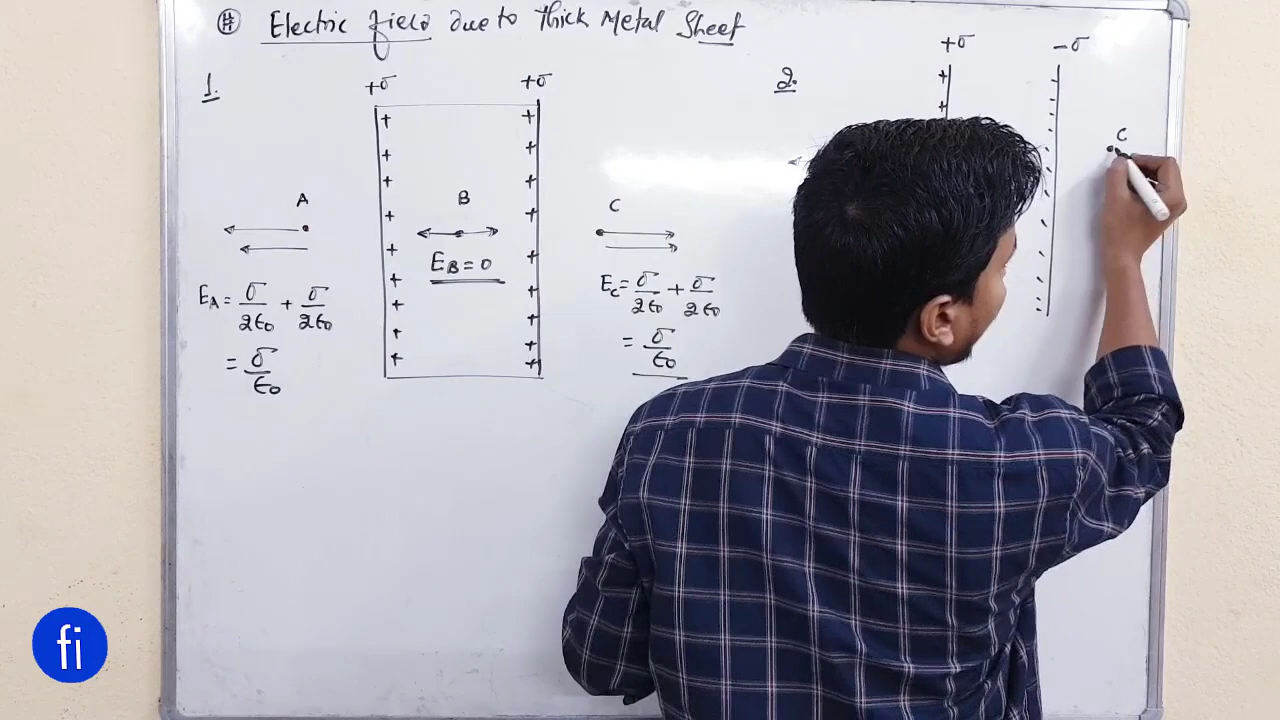 # Electric field due to thick Metal Sheet
1.
+σ +σ
A
B
C
E_B = 0
E_A = σ/2ϵ0 + σ/2ϵ0
= σ/ϵ0
E_C = σ/2ϵ0 + σ/2ϵ0
= σ/ϵ0
2.
+σ -σ
C
fi